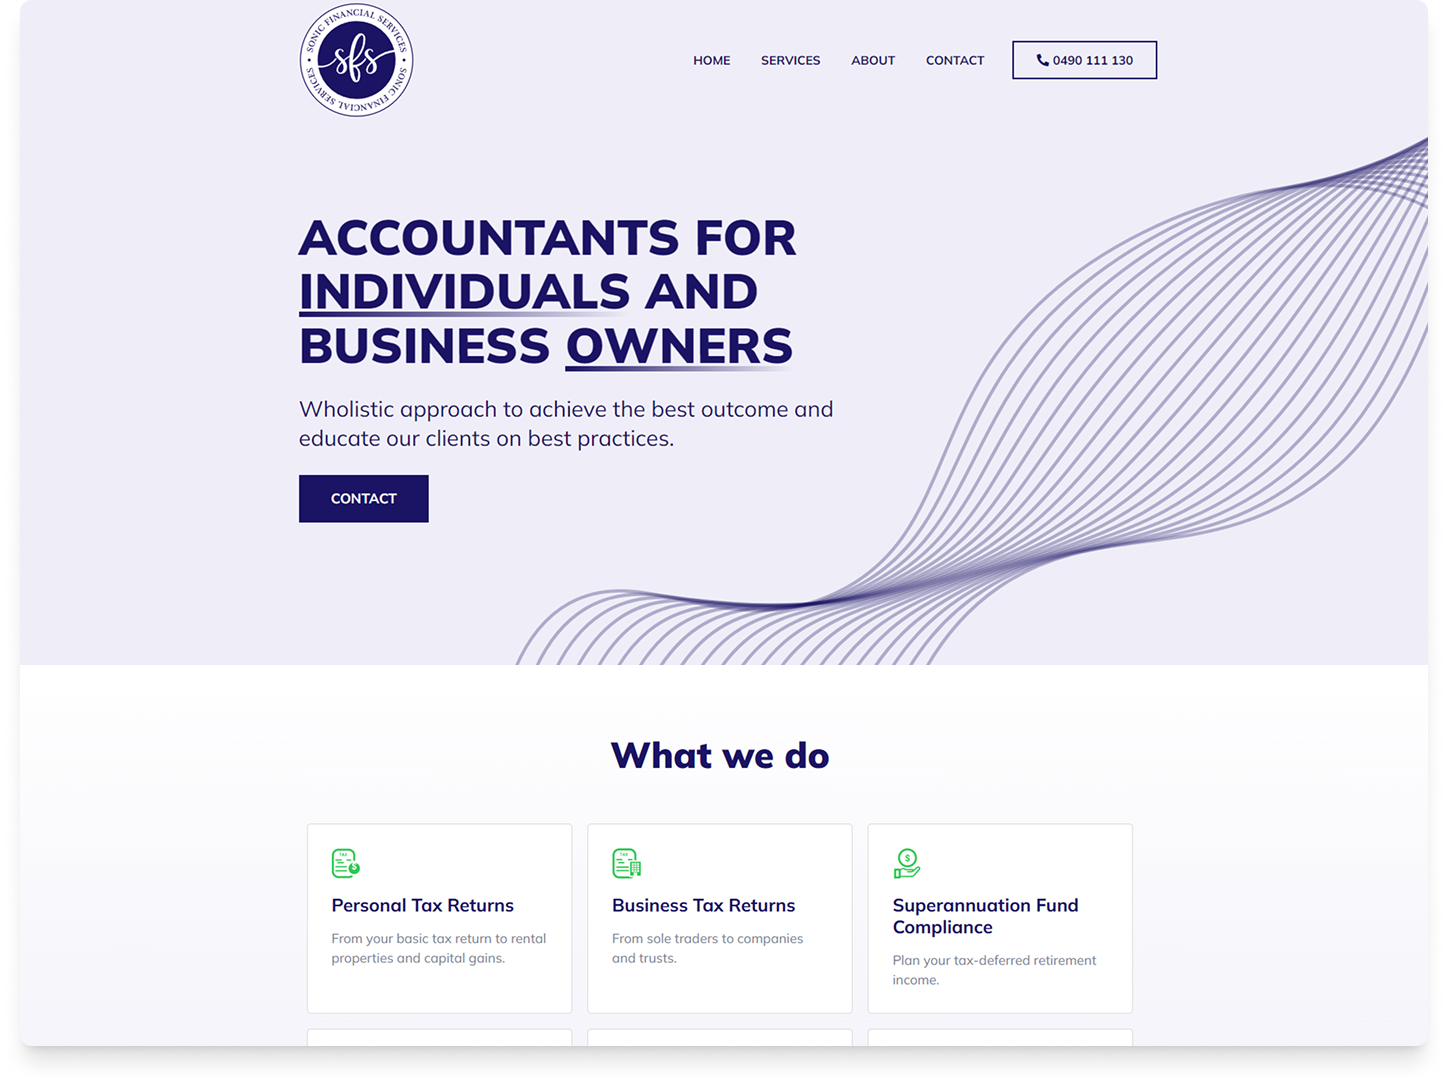 SONIC FINANCIAL SERVICES • SONIC FINANCIAL SERVICES •
sfs
HOME SERVICES ABOUT CONTACT 0490 111 130
ACCOUNTANTS FOR
INDIVIDUALS AND
BUSINESS OWNERS
Wholistic approach to achieve the best outcome and
educate our clients on best practices.
CONTACT
What we do
TAX
Personal Tax Returns
From your basic tax return to rental
properties and capital gains.
TAX
Business Tax Returns
From sole traders to companies
and trusts.
$
Superannuation Fund
Compliance
Plan your tax-deferred retirement
income.